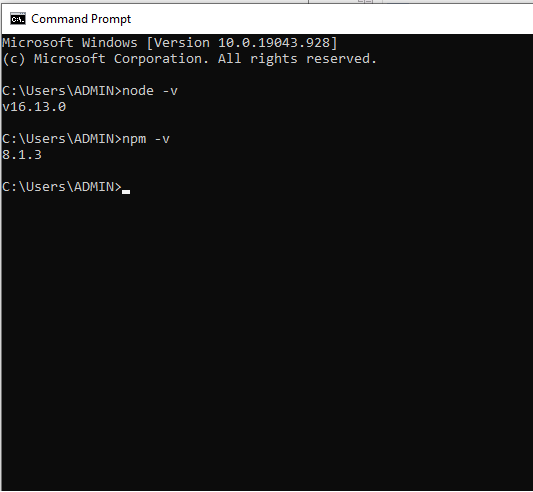 Command Prompt
Microsoft Windows [Version 10.0.19043.928]
(c) Microsoft Corporation. All rights reserved.
C:\Users\ADMIN>node -v
v16.13.0
C:\Users\ADMIN>npm -v
8.1.3
C:\Users\ADMIN>